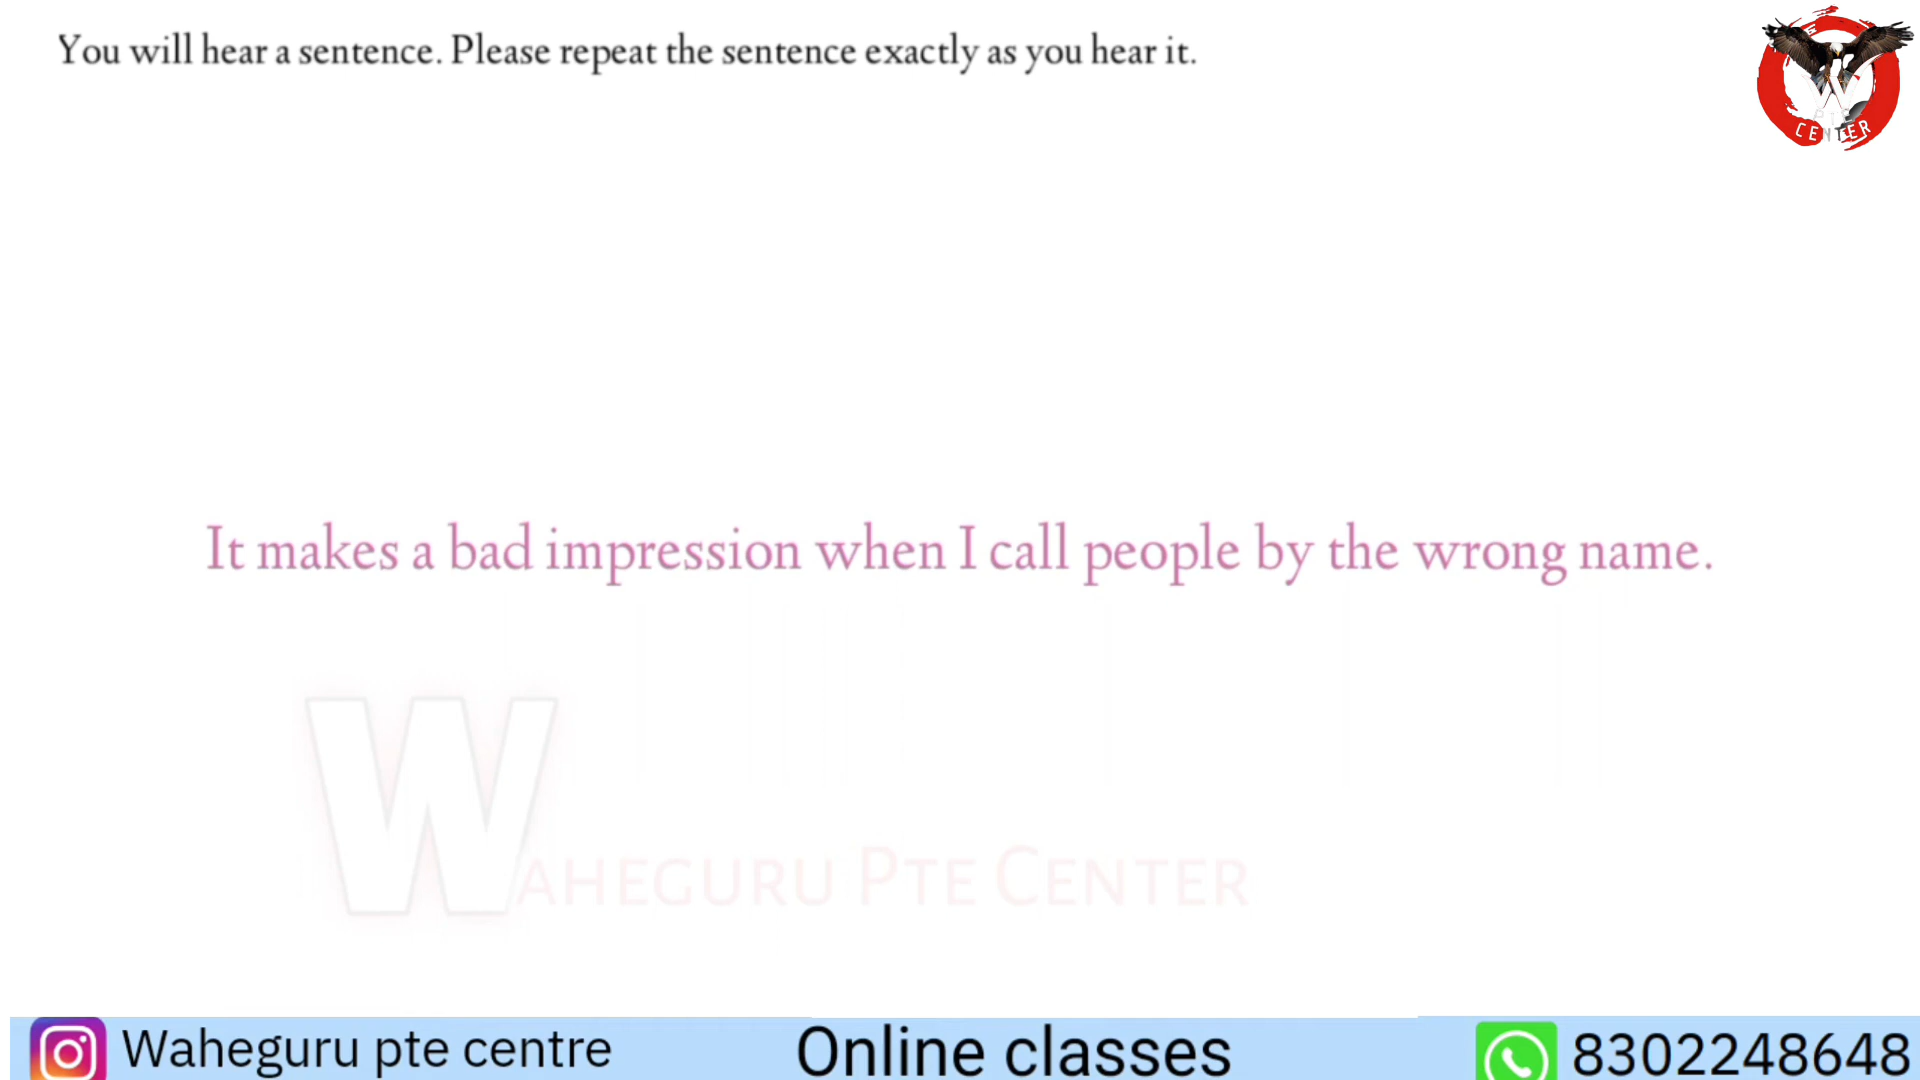 You will hear a sentence. Please repeat the sentence exactly as you hear it.
CENTER
It makes a bad impression when I call people by the wrong name.
WAHEGURU PTE CENTER
Waheguru pte centre
Online classes
8302248648